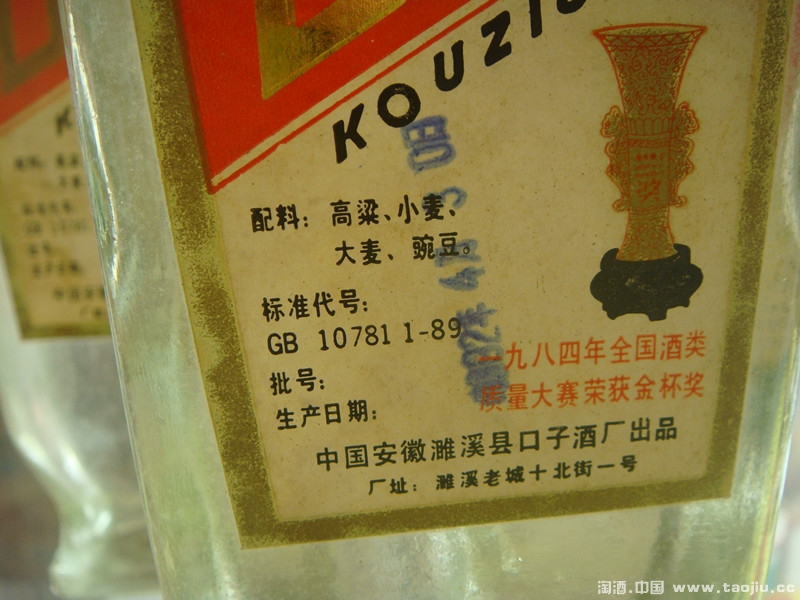 KOUZI
配料：高粱、小麦、
大麦、豌豆。
标准代号：
GB 10781 1-89
批号：
生产日期：
一九八四年全国酒类
质量大赛荣获金杯奖
中国安徽濉溪县口子酒厂出品
厂址：濉溪老城十北街一号
淘酒.中国 www.taojiu.cc